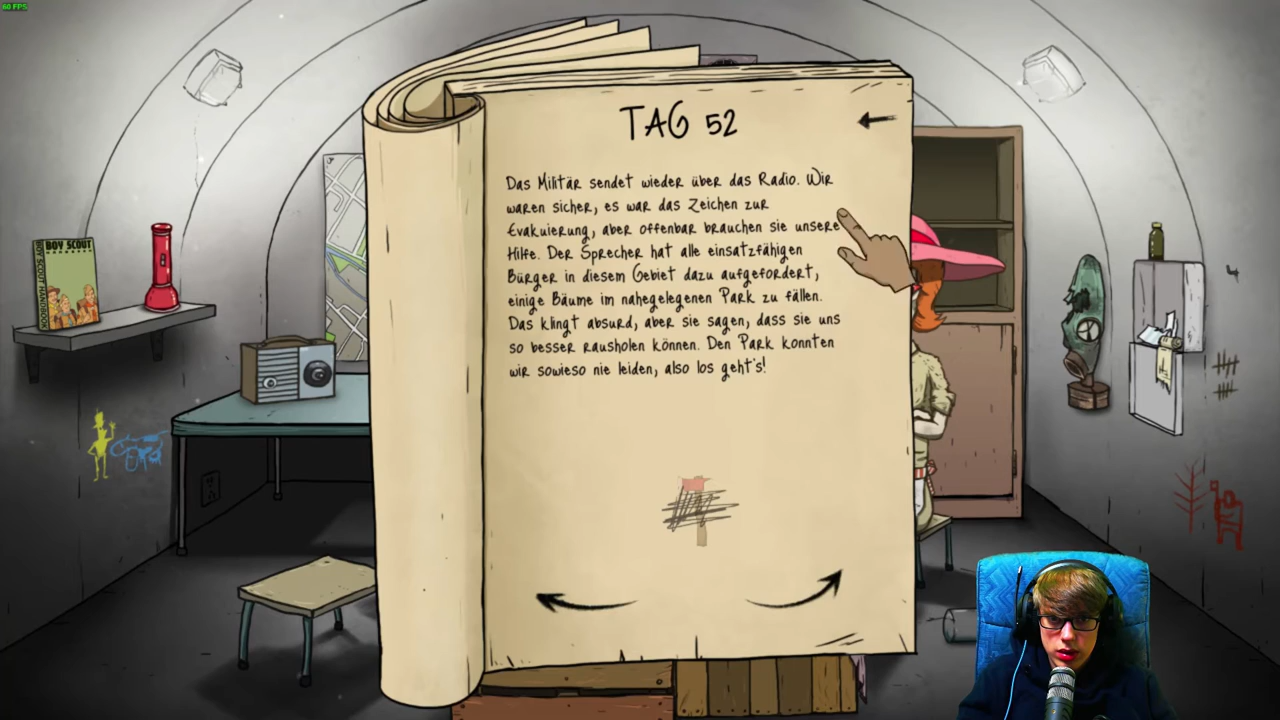 60 FPS
TAG 52
Das Militär sendet wieder über das Radio. Wir
waren sicher, es war das Zeichen zur
Evakuierung, aber offenbar brauchen sie unsere
Hilfe. Der Sprecher hat alle einsatzfähigen
Bürger in diesem Gebiet dazu aufgefordert,
einige Bäume im nahegelegenen Park zu fällen.
Das klingt absurd, aber sie sagen, dass sie uns
so besser rausholen können. Den Park konnten
wir sowieso nie leiden, also los geht's!
BOY SCOUT
BOY SCOUT HANDBOOK